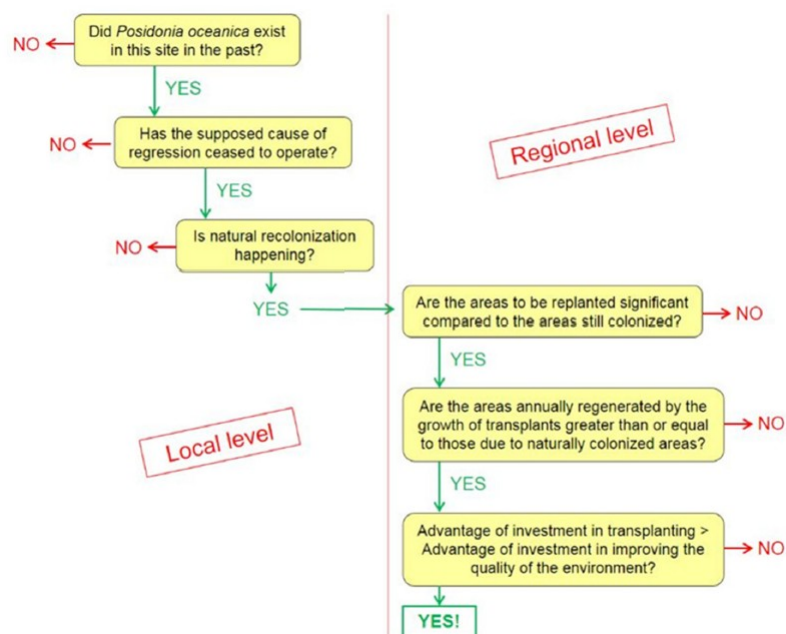 Did Posidonia oceanica exist
in this site in the past?
NO
YES
Has the supposed cause of
regression ceased to operate?
NO
YES
Is natural recolonization
happening?
NO
YES
Local level
Regional level
Are the areas to be replanted significant
compared to the areas still colonized?
NO
YES
Are the areas annually regenerated by the
growth of transplants greater than or equal
to those due to naturally colonized areas?
NO
YES
Advantage of investment in transplanting >
Advantage of investment in improving the
quality of the environment?
NO
YES!